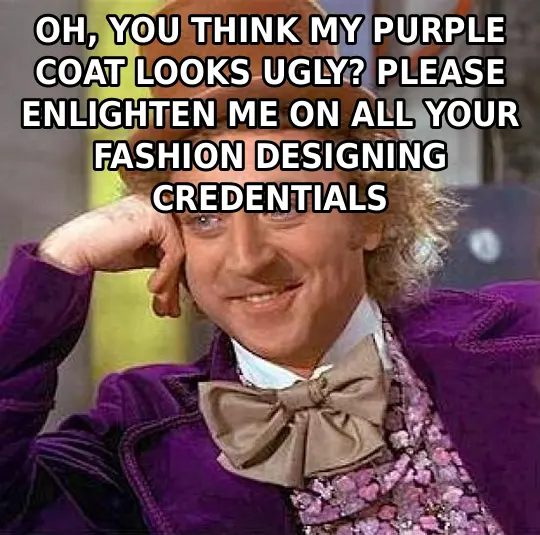 OH, YOU THINK MY PURPLE
COAT LOOKS UGLY? PLEASE
ENLIGHTEN ME ON ALL YOUR
FASHION DESIGNING
CREDENTIALS